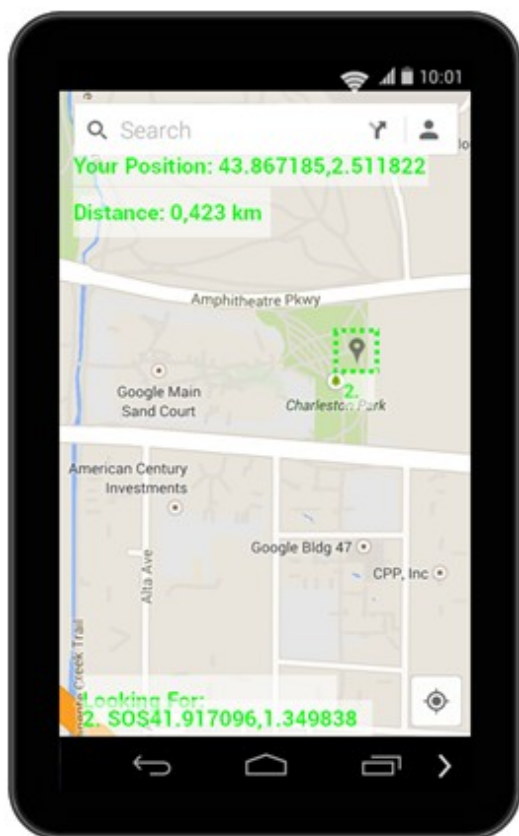 10:01
Search
Your Position: 43.867185,2.511822
Distance: 0,423 km
Amphitheatre Pkwy
2.
Charleston Park
Google Main
Sand Court
American Century
Investments
Google Bldg 47
CPP, Inc
Alta Ave
Creek Trail
Looking For:
2. SOS41.917096,1.349838